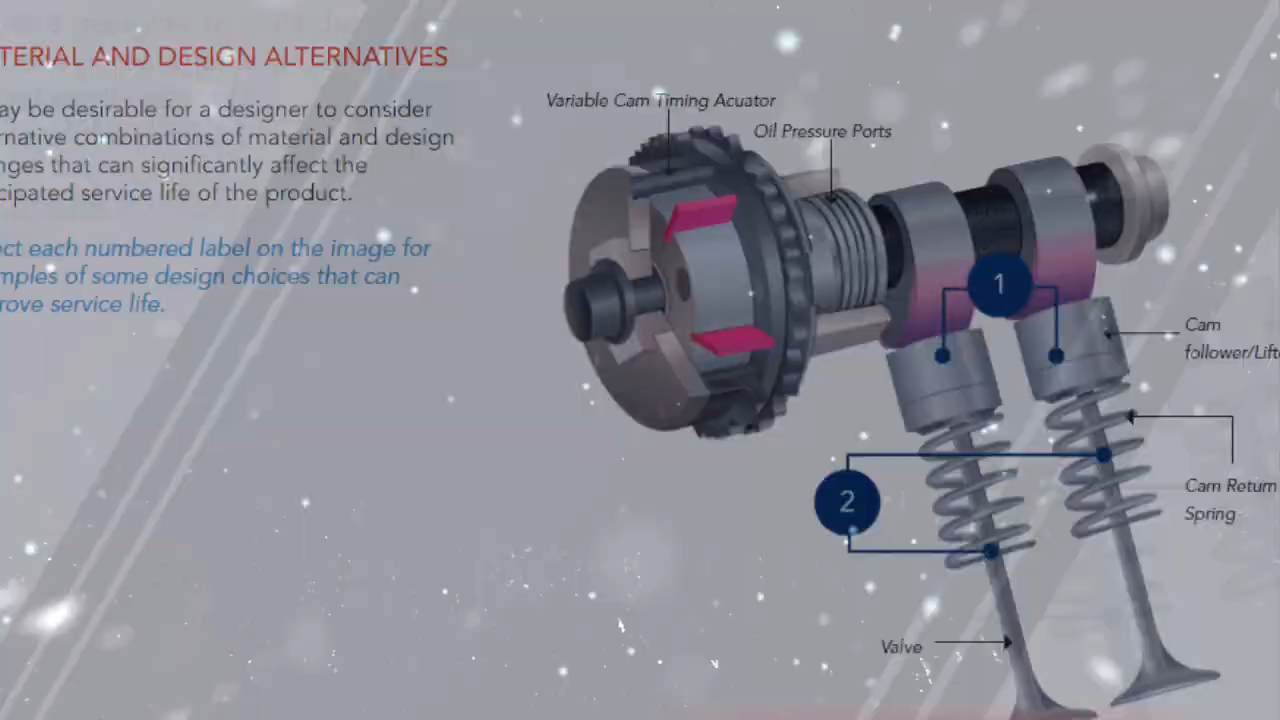 TERIAL AND DESIGN ALTERNATIVES
ay be desirable for a designer to consider
rnative combinations of material and design
nges that can significantly affect the
cipated service life of the product.
ect each numbered label on the image for
mples of some design choices that can
rove service life.
Variable Cam Timing Acuator
Oil Pressure Ports
1
Cam
follower/Lift
2
Cam Return
Spring
Valve